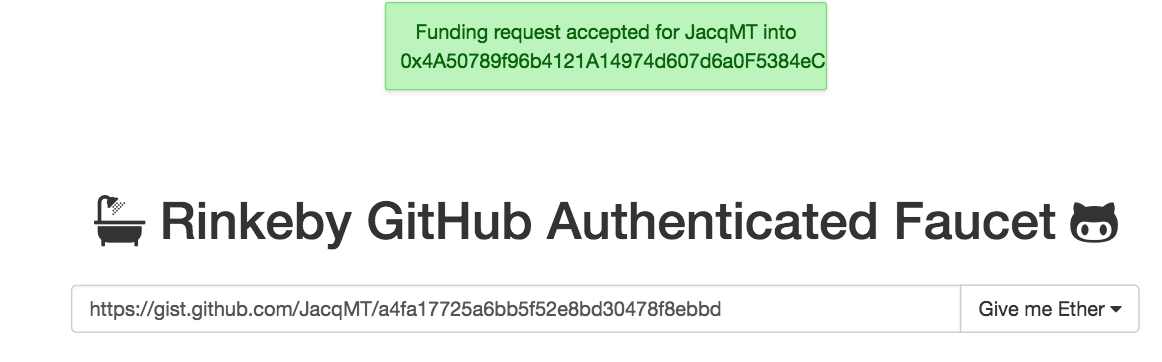 Funding request accepted for JacqMT into
0x4A50789f96b4121A14974d607d6a0F5384eC
Rinkeby GitHub Authenticated Faucet
https://gist.github.com/JacqMT/a4fa17725a6bb5f52e8bd30478f8ebbd
Give me Ether